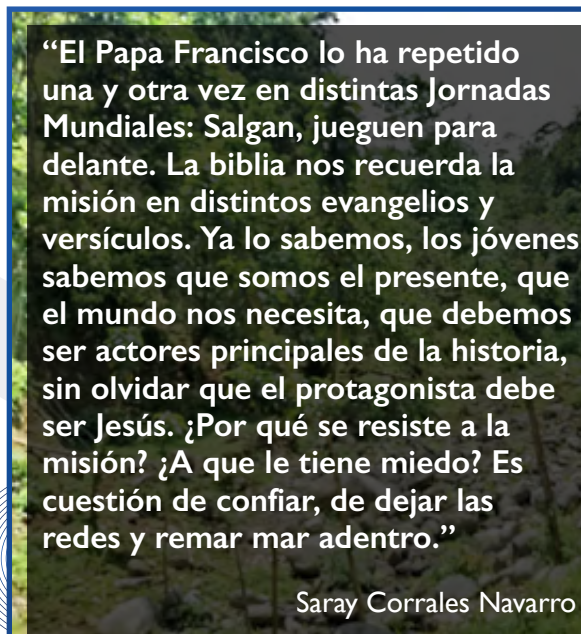 “El Papa Francisco lo ha repetido
una y otra vez en distintas Jornadas
Mundiales: Salgan, jueguen para
delante. La biblia nos recuerda la
misión en distintos evangelios y
versículos. Ya lo sabemos, los jóvenes
sabemos que somos el presente, que
el mundo nos necesita, que debemos
ser actores principales de la historia,
sin olvidar que el protagonista debe
ser Jesús. ¿Por qué se resiste a la
misión? ¿A que le tiene miedo? Es
cuestión de confiar, de dejar las
redes y remar mar adentro.”
Saray Corrales Navarro